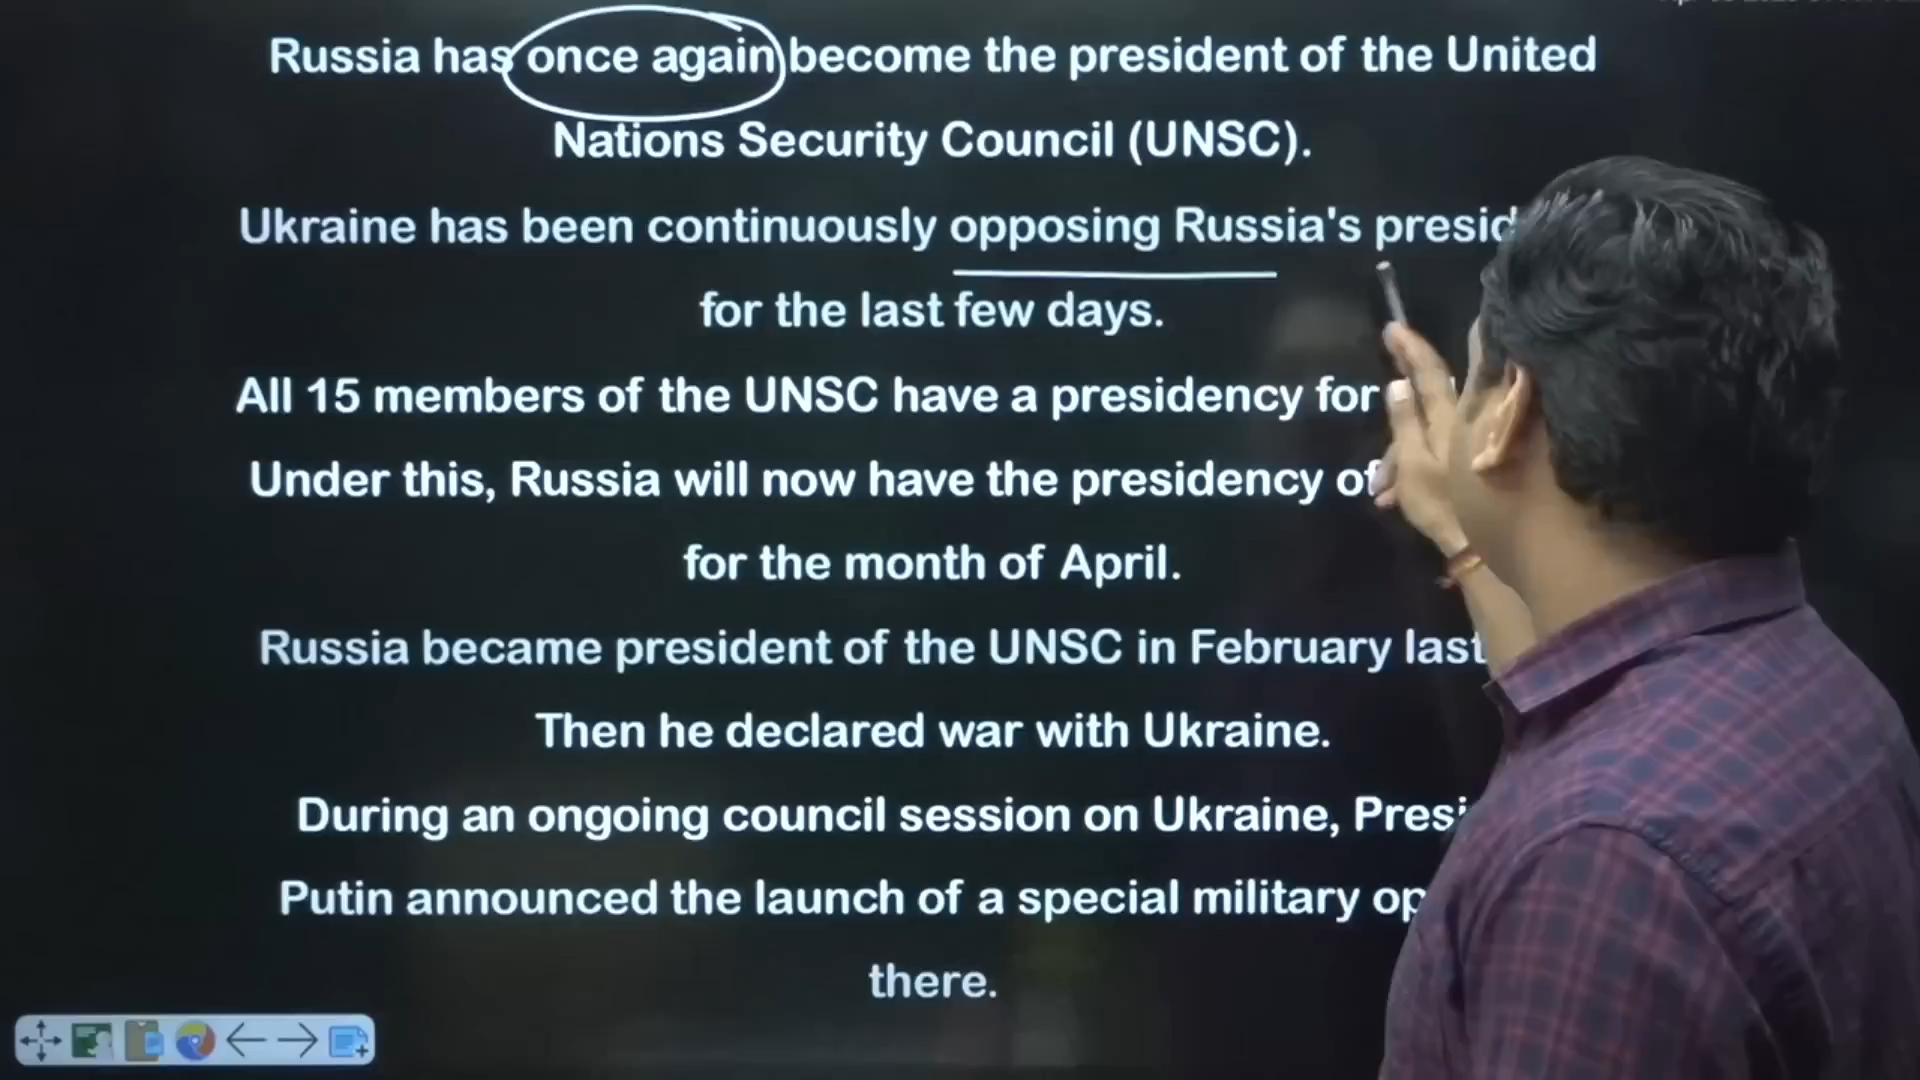 Russia has once again become the president of the United
Nations Security Council (UNSC).
Ukraine has been continuously opposing Russia's
for the last few days.
All 15 members of the UNSC have a presidency for
Under this, Russia will now have the presidency of
for the month of April.
Russia became president of the UNSC in February last
Then he declared war with Ukraine.
During an ongoing council session on Ukraine,
Putin announced the launch of a special military
there.